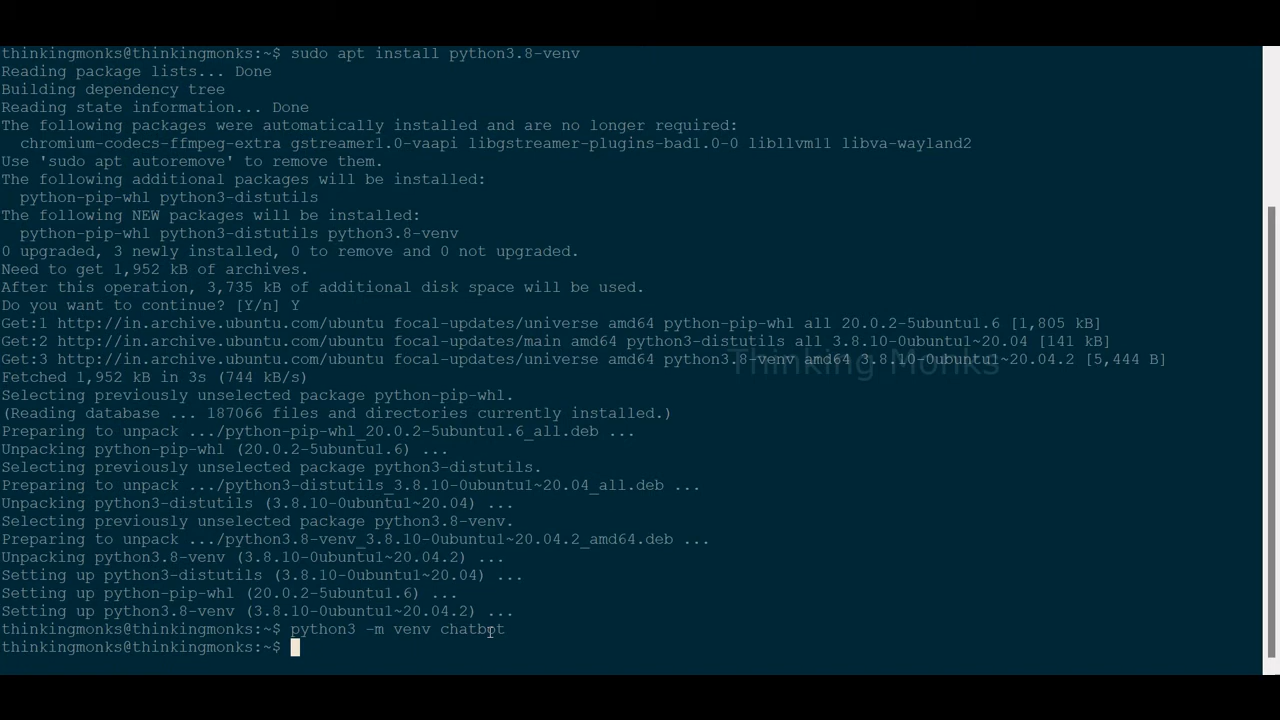 thinkingmonks@thinkingmonks:~$ sudo apt install python3.8-venv
Reading package lists... Done
Building dependency tree
Reading state information... Done
The following packages were automatically installed and are no longer required:
  chromium-codecs-ffmpeg-extra gstreamer1.0-vaapi libgstreamer-plugins-bad1.0-0 libllvm11 libva-wayland2
Use 'sudo apt autoremove' to remove them.
The following additional packages will be installed:
  python-pip-whl python3-distutils
The following NEW packages will be installed:
  python-pip-whl python3-distutils python3.8-venv
0 upgraded, 3 newly installed, 0 to remove and 0 not upgraded.
Need to get 1,952 kB of archives.
After this operation, 3,735 kB of additional disk space will be used.
Do you want to continue? [Y/n] Y
Get:1 http://in.archive.ubuntu.com/ubuntu focal-updates/universe amd64 python-pip-whl all 20.0.2-5ubuntu1.6 [1,805 kB]
Get:2 http://in.archive.ubuntu.com/ubuntu focal-updates/main amd64 python3-distutils all 3.8.10-0ubuntu1~20.04 [141 kB]
Get:3 http://in.archive.ubuntu.com/ubuntu focal-updates/universe amd64 python3.8-venv amd64 3.8.10-0ubuntu1~20.04.2 [5,444 B]
Thinking Monks
Fetched 1,952 kB in 3s (744 kB/s)
Selecting previously unselected package python-pip-whl.
(Reading database ... 187066 files and directories currently installed.)
Preparing to unpack .../python-pip-whl_20.0.2-5ubuntu1.6_all.deb ...
Unpacking python-pip-whl (20.0.2-5ubuntu1.6) ...
Selecting previously unselected package python3-distutils.
Preparing to unpack .../python3-distutils_3.8.10-0ubuntu1~20.04_all.deb ...
Unpacking python3-distutils (3.8.10-0ubuntu1~20.04) ...
Selecting previously unselected package python3.8-venv.
Preparing to unpack .../python3.8-venv_3.8.10-0ubuntu1~20.04.2_amd64.deb ...
Unpacking python3.8-venv (3.8.10-0ubuntu1~20.04.2) ...
Setting up python3-distutils (3.8.10-0ubuntu1~20.04) ...
Setting up python-pip-whl (20.0.2-5ubuntu1.6) ...
Setting up python3.8-venv (3.8.10-0ubuntu1~20.04.2) ...
thinkingmonks@thinkingmonks:~$ python3 -m venv chatbot
thinkingmonks@thinkingmonks:~$